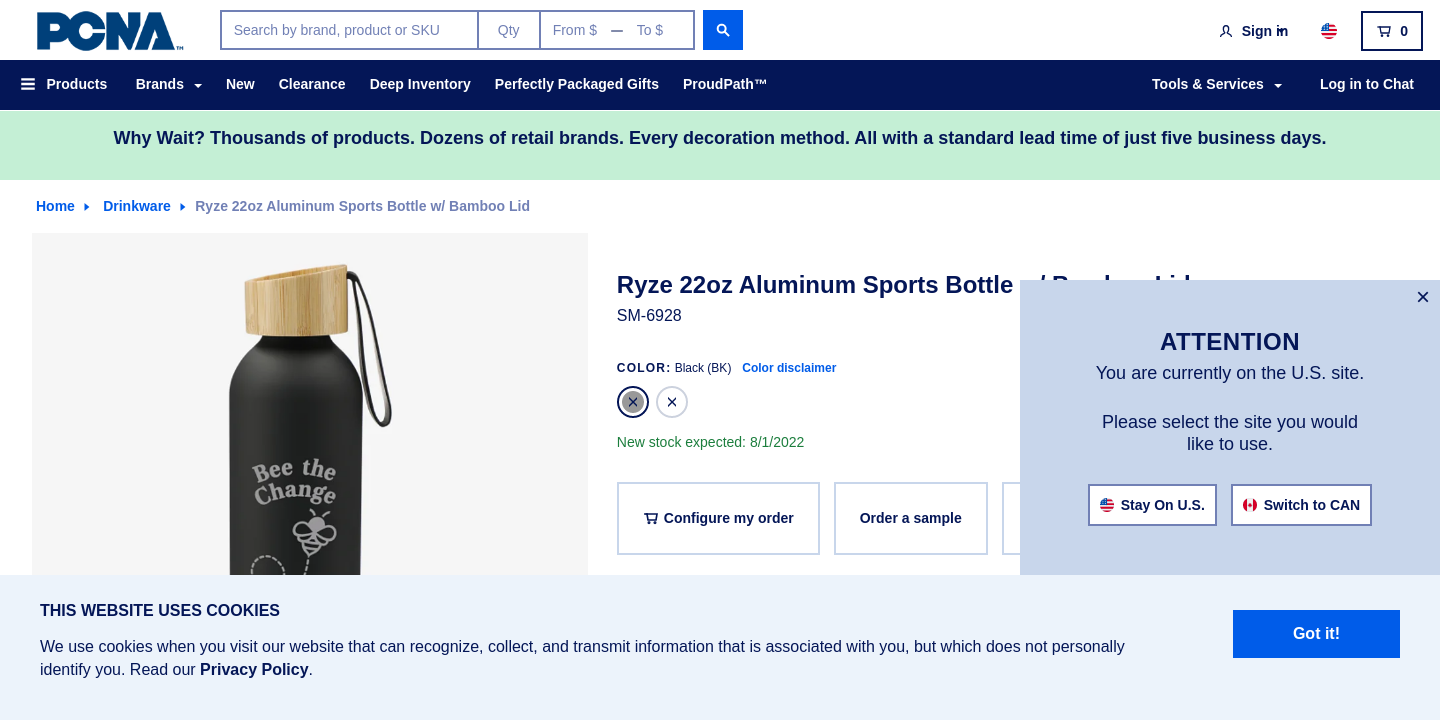 PCNA™
Search by brand, product or SKU
Qty
From $ — To $
Sign in
0
Products
Brands
New
Clearance
Deep Inventory
Perfectly Packaged Gifts
ProudPath™
Tools & Services
Log in to Chat
Why Wait? Thousands of products. Dozens of retail brands. Every decoration method. All with a standard lead time of just five business days.
Home
Drinkware
Ryze 22oz Aluminum Sports Bottle w/ Bamboo Lid
Bee the
Change
Ryze 22oz Aluminum Sports Bottle
SM-6928
COLOR: Black (BK) Color disclaimer
New stock expected: 8/1/2022
Configure my order
Order a sample
ATTENTION
You are currently on the U.S. site.
Please select the site you would
like to use.
Stay On U.S.
Switch to CAN
THIS WEBSITE USES COOKIES
We use cookies when you visit our website that can recognize, collect, and transmit information that is associated with you, but which does not personally
identify you. Read our Privacy Policy.
Got it!